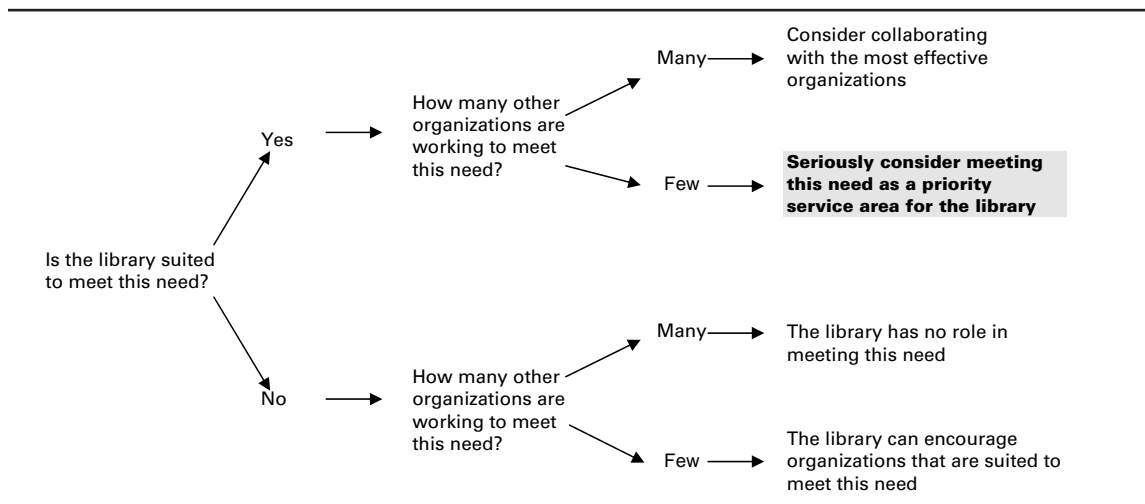 Consider collaborating
with the most effective
organizations
Many
How many other
organizations are
working to meet
this need?
Yes
Few
Seriously consider meeting
this need as a priority
service area for the library
Is the library suited
to meet this need?
Many
The library has no role in
meeting this need
How many other
organizations are
working to meet
this need?
No
Few
The library can encourage
organizations that are suited to
meet this need